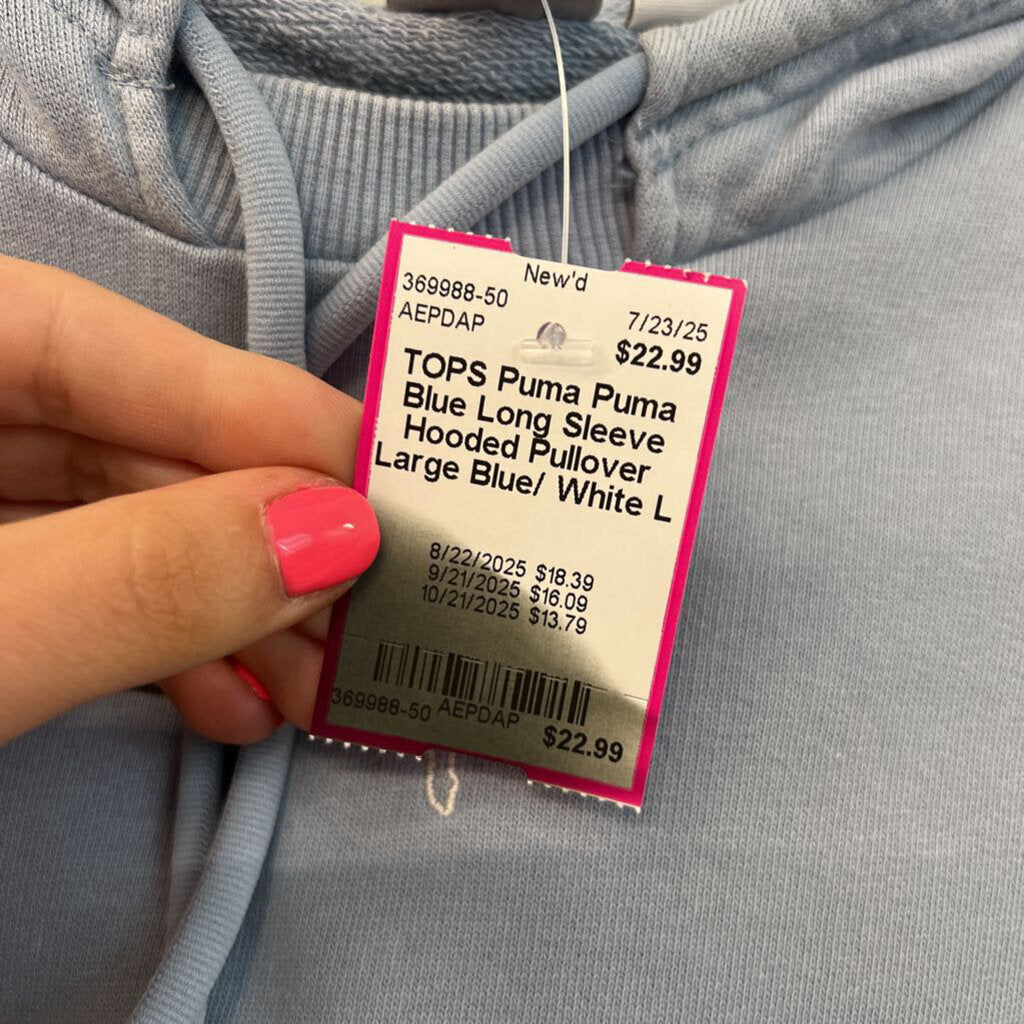 New'd
369988-50
7/23/25
AEPDAP
$22.99
TOPS Puma Puma
Blue Long Sleeve
Hooded Pullover
Large Blue/ White L
8/22/2025 $18.39
9/21/2025 $16.09
10/21/2025 $13.79
369988-50 AEPDAP
$22.99